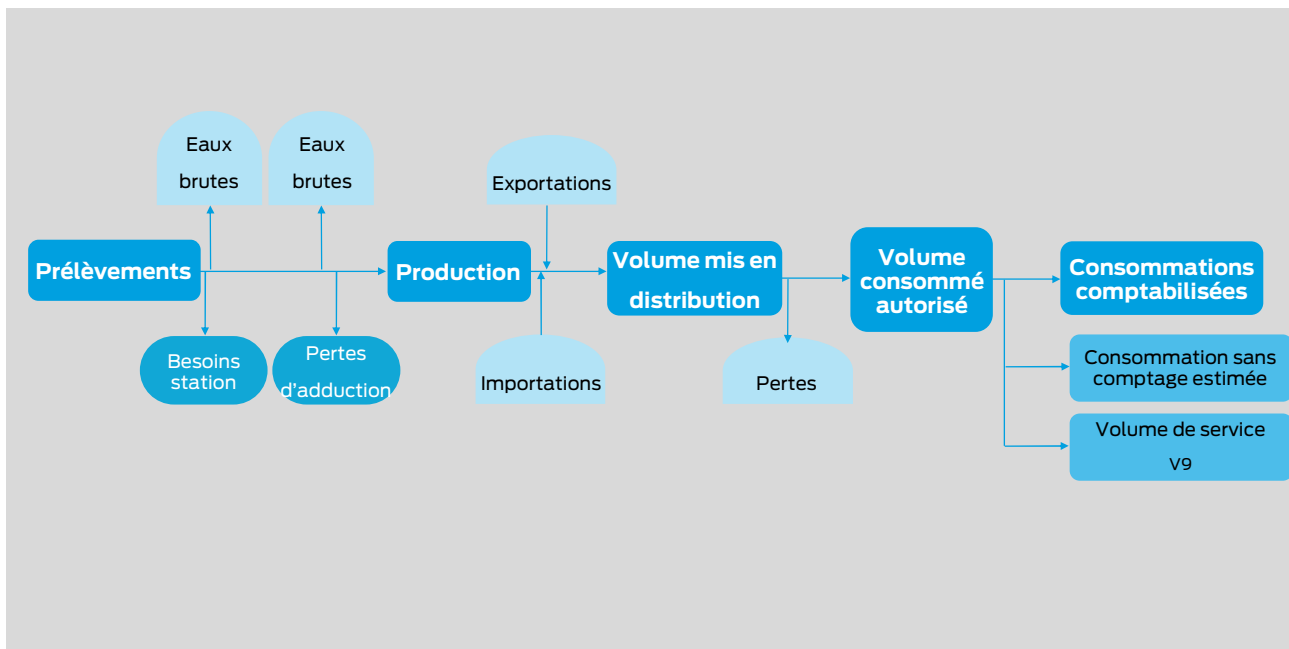 Eaux
brutes
Eaux
brutes
Exportations
Prélèvements
Production
Volume mis en
distribution
Volume
consommé
autorisé
Consommations
comptabilisées
Besoins
station
Pertes
d’adduction
Importations
Pertes
Consommation sans
comptage estimée
Volume de service
V9